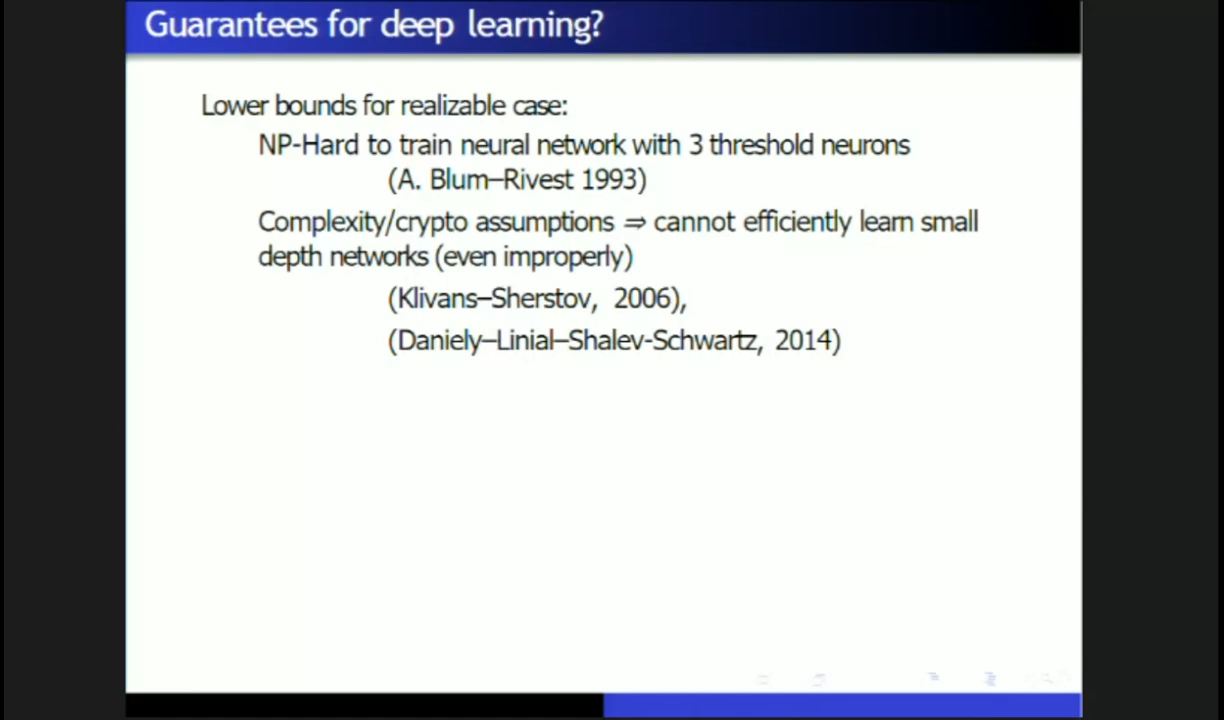 Guarantees for deep learning?
Lower bounds for realizable case:
NP-Hard to train neural network with 3 threshold neurons
(A. Blum–Rivest 1993)
Complexity/crypto assumptions ⇒ cannot efficiently learn small
depth networks (even improperly)
(Klivans–Sherstov, 2006),
(Daniely–Linial–Shalev-Schwartz, 2014)